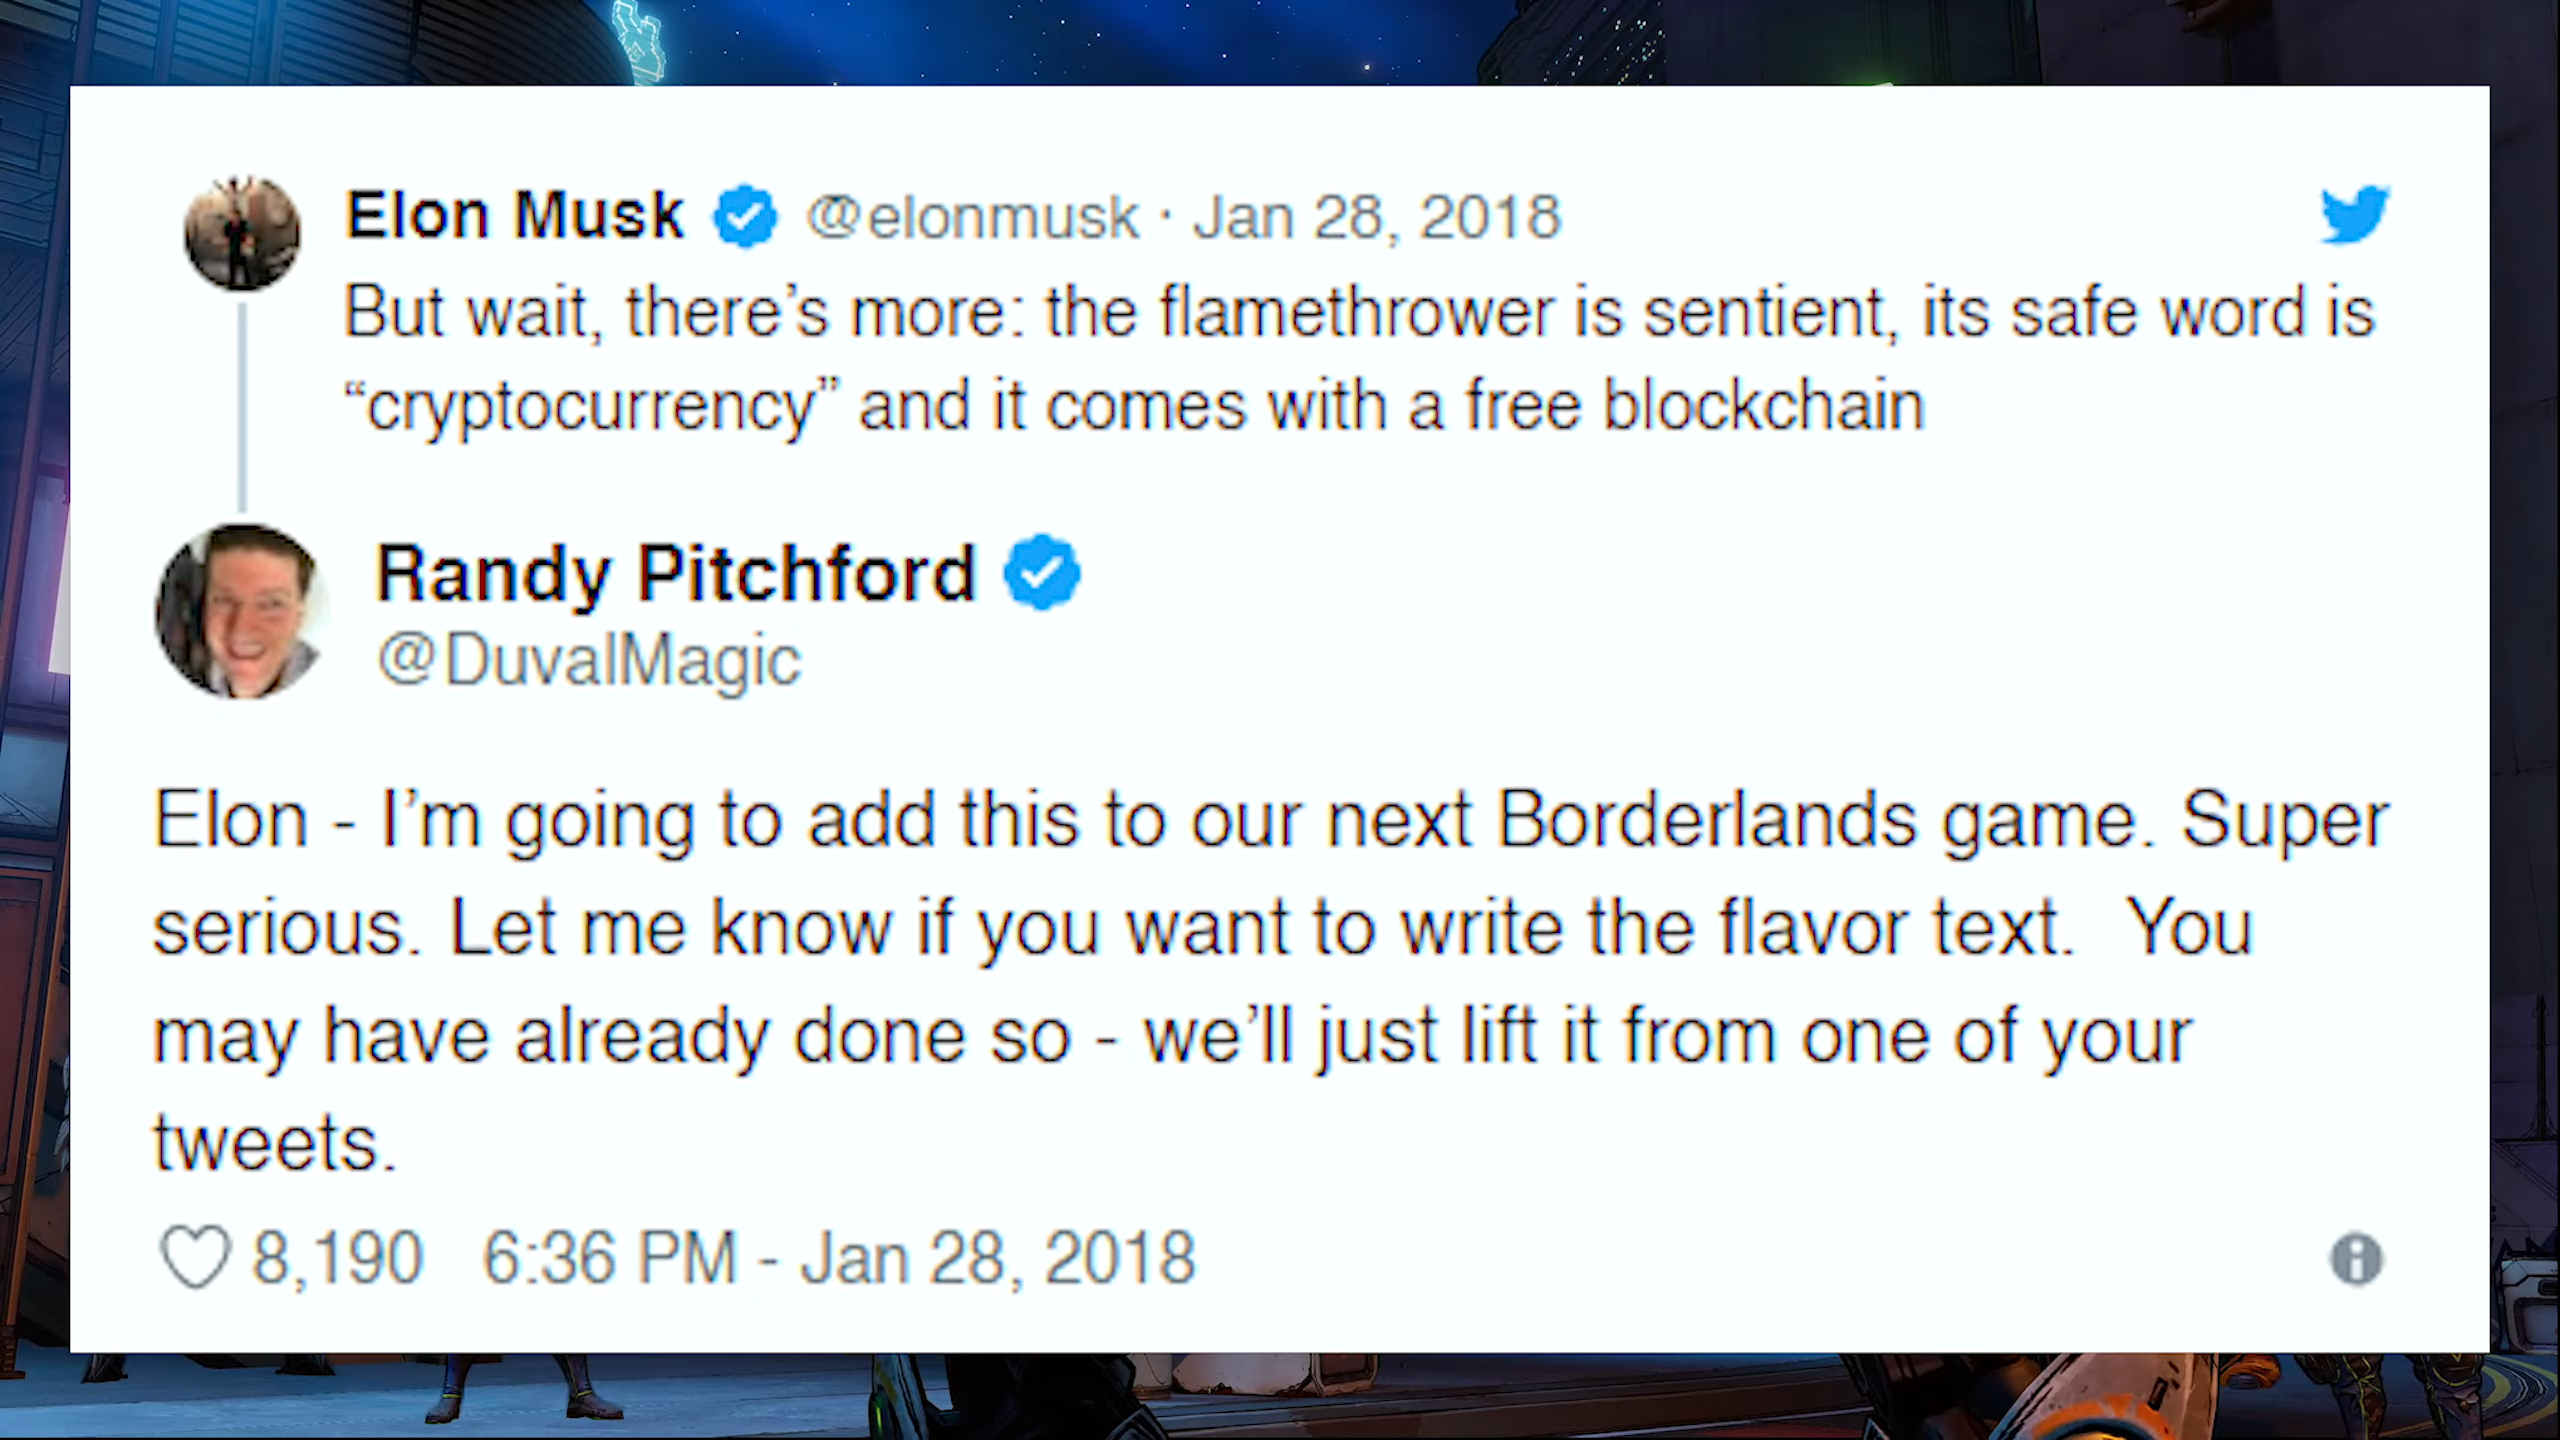 Elon Musk @elonmusk · Jan 28, 2018
But wait, there’s more: the flamethrower is sentient, its safe word is
“cryptocurrency” and it comes with a free blockchain
Randy Pitchford
@DuvalMagic
Elon - I’m going to add this to our next Borderlands game. Super
serious. Let me know if you want to write the flavor text.  You
may have already done so - we’ll just lift it from one of your
tweets.
8,190 6:36 PM - Jan 28, 2018